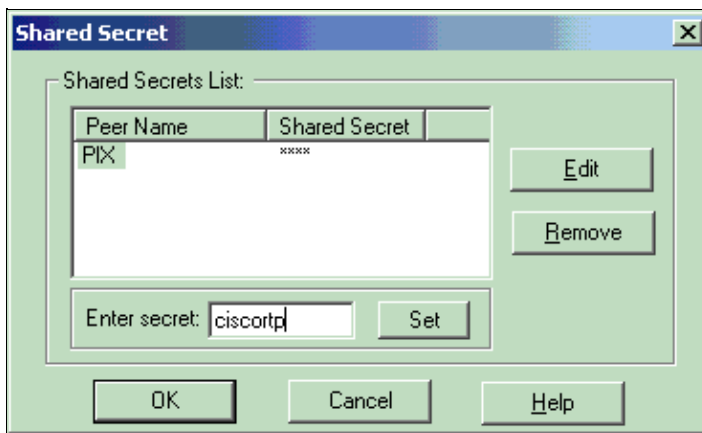 Shared Secret
Shared Secrets List:
Peer Name Shared Secret
PIX ****
Edit
Remove
Enter secret: ciscortp Set
OK Cancel Help